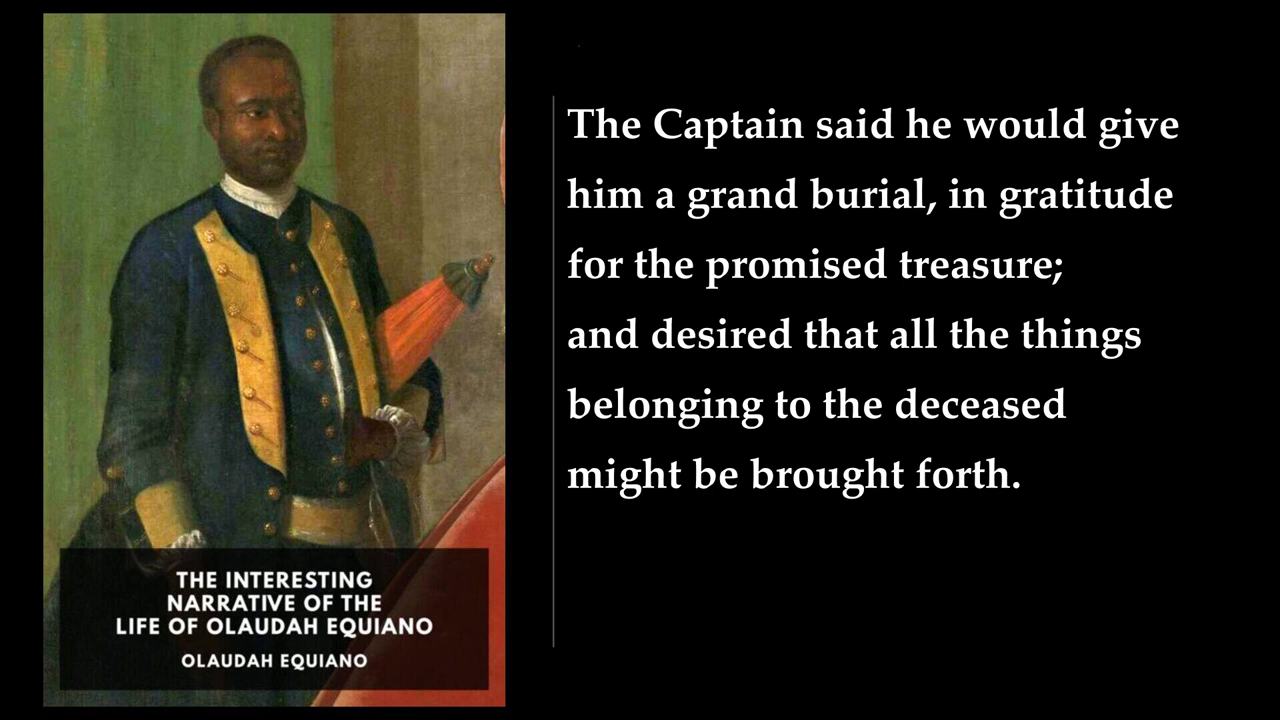 THE INTERESTING
NARRATIVE OF THE
LIFE OF OLAUDAH EQUIANO
OLAUDAH EQUIANO
The Captain said he would give
him a grand burial, in gratitude
for the promised treasure;
and desired that all the things
belonging to the deceased
might be brought forth.